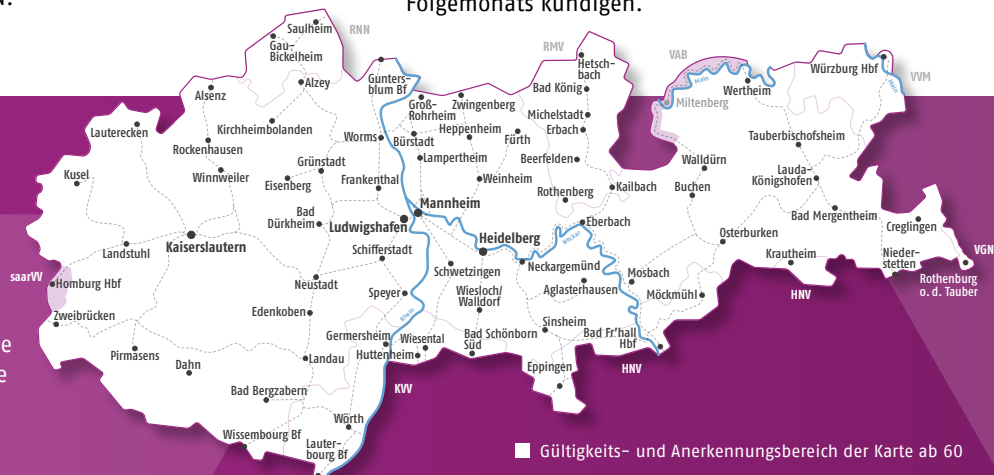 Folgemonats kündigen.
Saulheim
RNN
Gau-
Bickelheim
RMV
Hetsch-
bach
VAB
Würzburg Hbf
VVM
Alsenz
Alzey
Gunters-
blum Bf
Bad König
Main
Main
Wertheim
Miltenberg
Groß-
Rohrheim
Zwingenberg
Michelstadt
Lauterecken
Kirchheimbolanden
Worms
Bürstadt
Heppenheim
Fürth
Erbach
Tauberbischofsheim
Rockenhausen
Lampertheim
Beerfelden
Walldürn
Kusel
Winnweiler
Grünstadt
Eisenberg
Frankenthal
Weinheim
Rothenberg
Kailbach
Buchen
Lauda-
Königshofen
Bad
Dürkheim
Mannheim
Ludwigshafen
Eberbach
Neckar
Bad Mergentheim
Creglingen
Kaiserslautern
Heidelberg
Osterburken
Landstuhl
Schifferstadt
Krautheim
Nieder-
stetten
VGN
saarVV
Homburg Hbf
Schwetzingen
Neckargemünd
Mosbach
Rothenburg
o. d. Tauber
Neustadt
Speyer
Wiesloch/
Walldorf
Aglasterhausen
Möckmühl
HNV
Zweibrücken
Edenkoben
Rhein
Sinsheim
Germersheim
Wiesental
Bad Schönborn
Süd
Bad Fr'hall
Hbf
Pirmasens
Dahn
Landau
Huttenheim
Eppingen
HNV
KVV
Bad Bergzabern
Wörth
Wissembourg Bf
Lauter-
bourg Bf
Gültigkeits- und Anerkennungsbereich der Karte ab 60